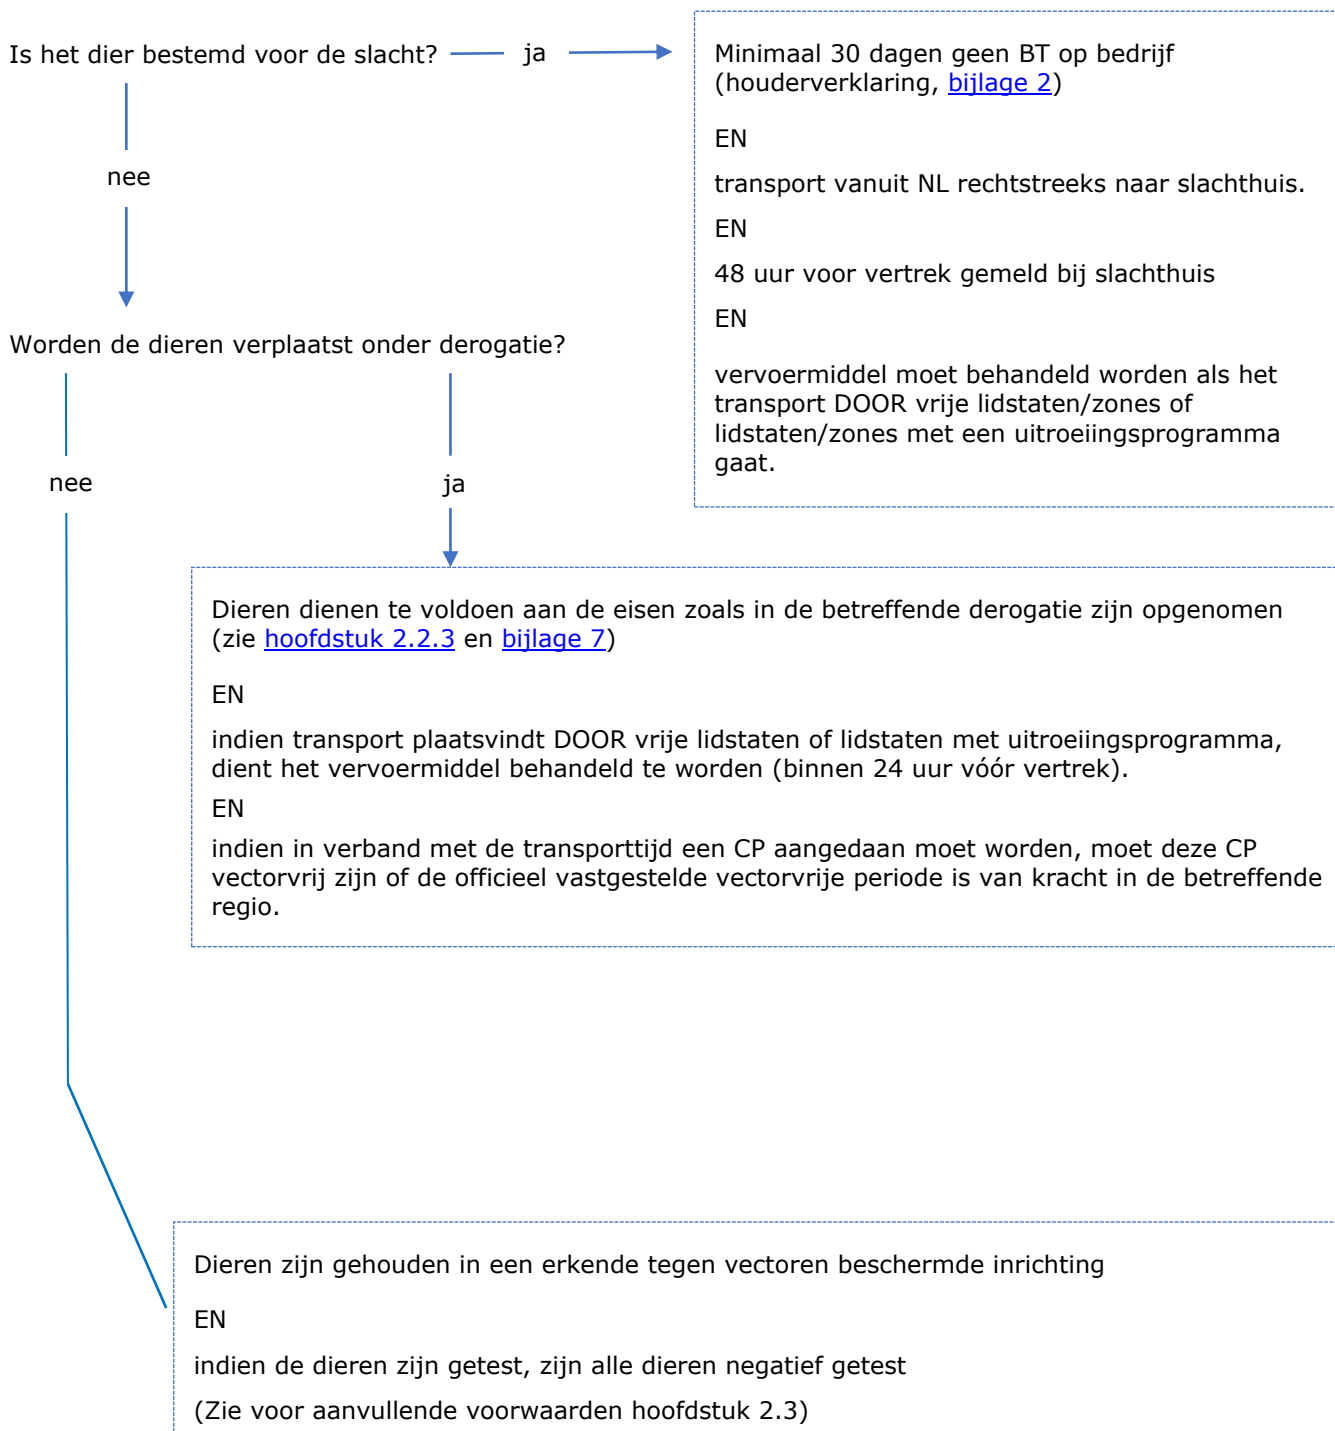 Is het dier bestemd voor de slacht?
ja
Minimaal 30 dagen geen BT op bedrijf
(houderverklaring, bijlage 2)
EN
transport vanuit NL rechtstreeks naar slachthuis.
EN
48 uur voor vertrek gemeld bij slachthuis
EN
vervoermiddel moet behandeld worden als het
transport DOOR vrije lidstaten/zones of
lidstaten/zones met een uitroeiingsprogramma
gaat.
nee
Worden de dieren verplaatst onder derogatie?
nee
ja
Dieren dienen te voldoen aan de eisen zoals in de betreffende derogatie zijn opgenomen
(zie hoofdstuk 2.2.3 en bijlage 7)
EN
indien transport plaatsvindt DOOR vrije lidstaten of lidstaten met uitroeiingsprogramma,
dient het vervoermiddel behandeld te worden (binnen 24 uur vóór vertrek).
EN
indien in verband met de transporttijd een CP aangedaan moet worden, moet deze CP
vectorvrij zijn of de officieel vastgestelde vectorvrije periode is van kracht in de betreffende
regio.
Dieren zijn gehouden in een erkende tegen vectoren beschermde inrichting
EN
indien de dieren zijn getest, zijn alle dieren negatief getest
(Zie voor aanvullende voorwaarden hoofdstuk 2.3)